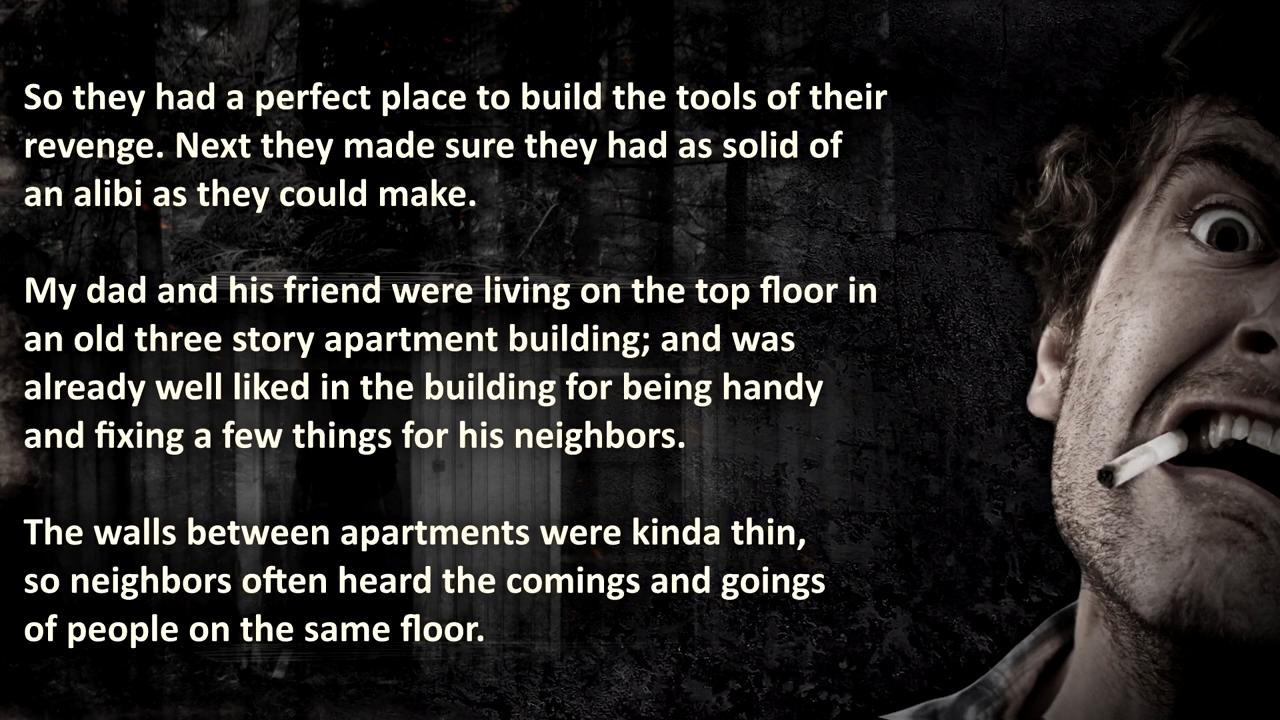 So they had a perfect place to build the tools of their
revenge. Next they made sure they had as solid of
an alibi as they could make.
My dad and his friend were living on the top floor in
an old three story apartment building; and was
already well liked in the building for being handy
and fixing a few things for his neighbors.
The walls between apartments were kinda thin,
so neighbors often heard the comings and goings
of people on the same floor.